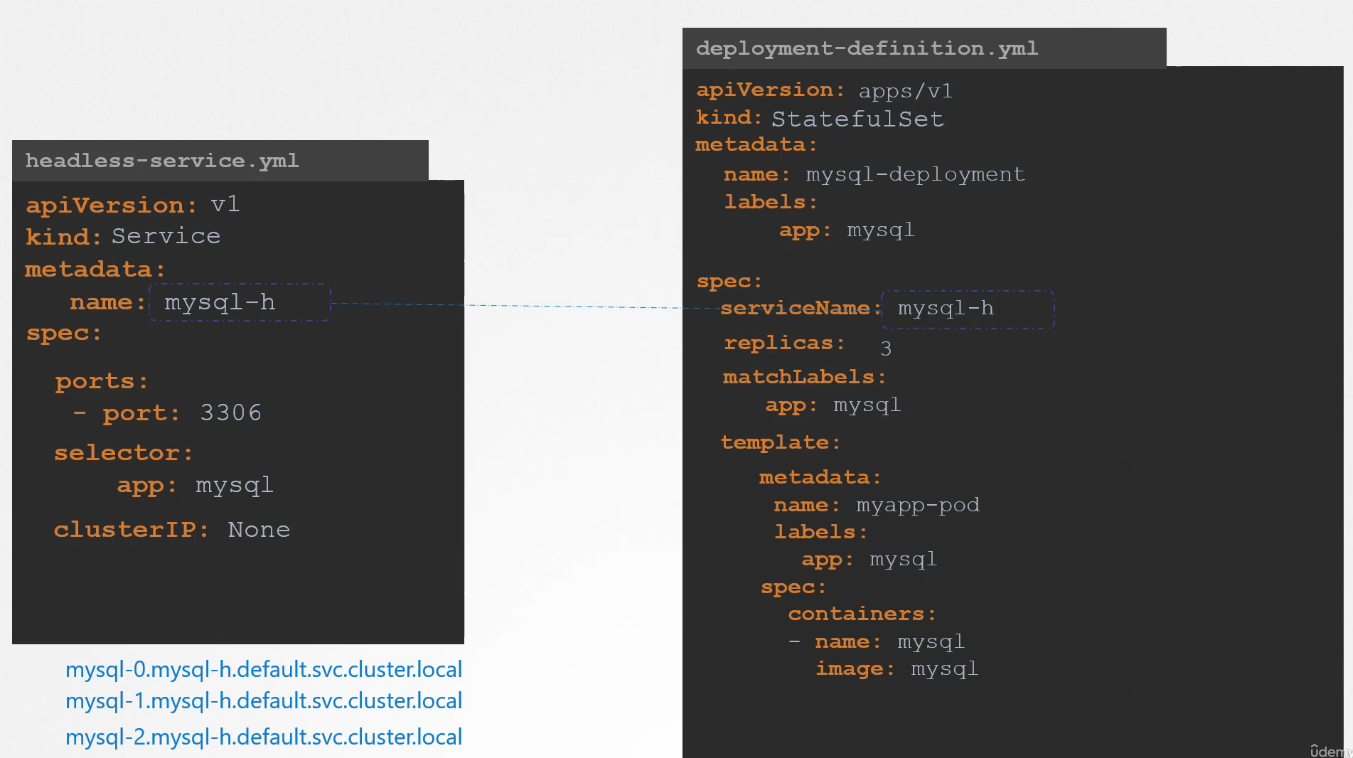 headless-service.yml
apiVersion: v1
kind: Service
metadata:
name: mysql-h
spec:
ports:
- port: 3306
selector:
app: mysql
clusterIP: None
mysql-0.mysql-h.default.svc.cluster.local
mysql-1.mysql-h.default.svc.cluster.local
mysql-2.mysql-h.default.svc.cluster.local
deployment-definition.yml
apiVersion: apps/v1
kind: StatefulSet
metadata:
name: mysql-deployment
labels:
app: mysql
spec:
serviceName: mysql-h
replicas: 3
matchLabels:
app: mysql
template:
metadata:
name: myapp-pod
labels:
app: mysql
spec:
containers:
- name: mysql
image: mysql